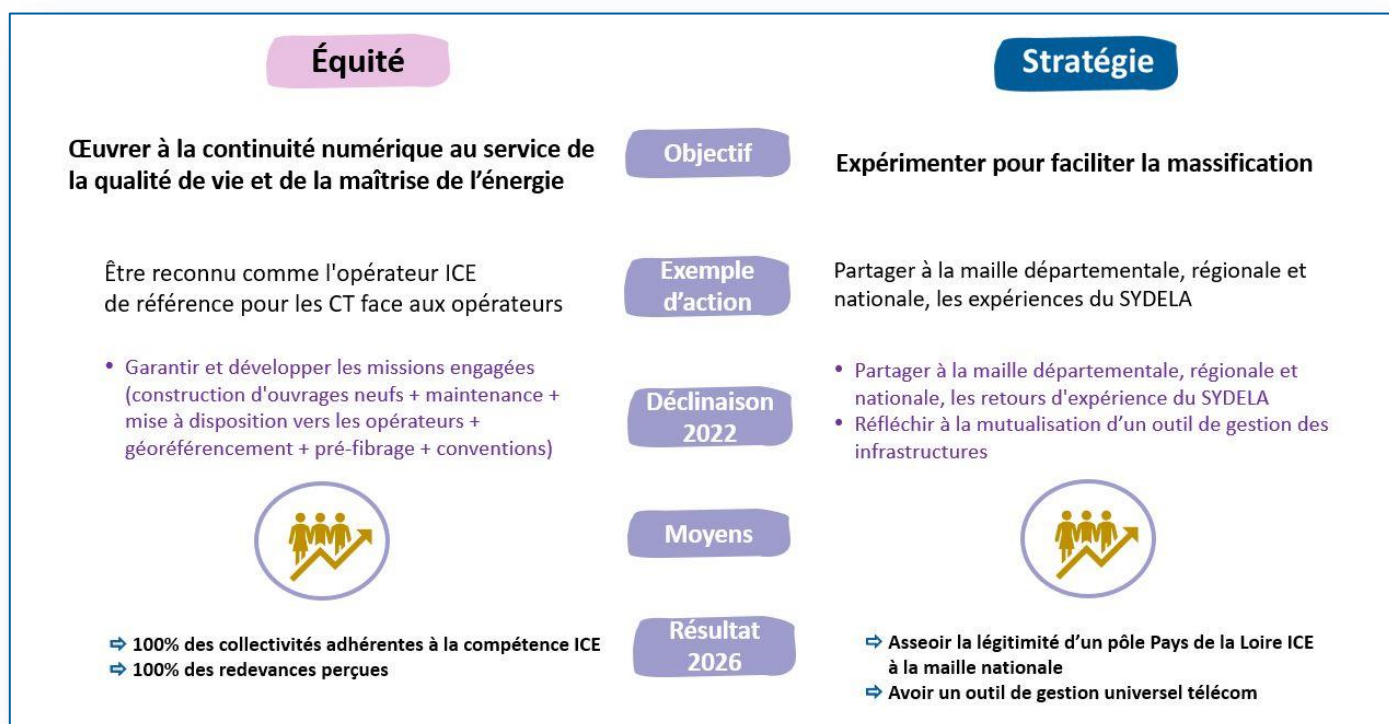 Équité
Stratégie
Œuvrer à la continuité numérique au service de
la qualité de vie et de la maîtrise de l'énergie
Objectif
Expérimenter pour faciliter la massification
Être reconnu comme l'opérateur ICE
de référence pour les CT face aux opérateurs
Exemple
d'action
Partager à la maille départementale, régionale et
nationale, les expériences du SYDELA
• Garantir et développer les missions engagées
(construction d'ouvrages neufs + maintenance +
mise à disposition vers les opérateurs +
géoréférencement + pré-fibrage + conventions)
Déclinaison
2022
• Partager à la maille départementale, régionale et
nationale, les retours d'expérience du SYDELA
• Réfléchir à la mutualisation d'un outil de gestion des
infrastructures
Moyens
⇨ 100% des collectivités adhérentes à la compétence ICE
⇨ 100% des redevances perçues
Résultat
2026
⇨ Asseoir la légitimité d'un pôle Pays de la Loire ICE
à la maille nationale
⇨ Avoir un outil de gestion universel télécom